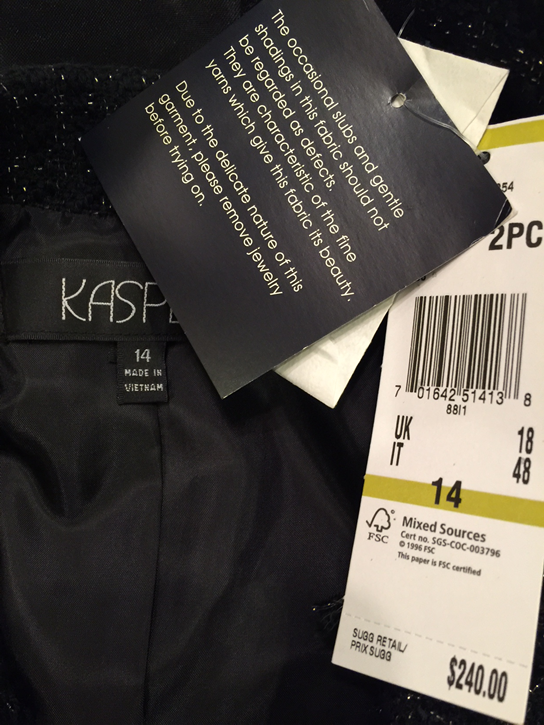 The occasional slubs and gentle
shadings in this fabric should not
be regarded as defects.
They are characteristic of the fine
yarns which give this fabric its beauty.
Due to the delicate nature of this
garment, please remove jewelry
before trying on.
KASPE
14
MADE IN
VIETNAM
54
2PC
7 01642 51413 8
8811
UK 18
IT 48
14
FSC
Mixed Sources
Cert no. SGS-COC-003796
© 1996 FSC
This paper is FSC certified
SUGG RETAIL/
PRIX SUGG
$240.00